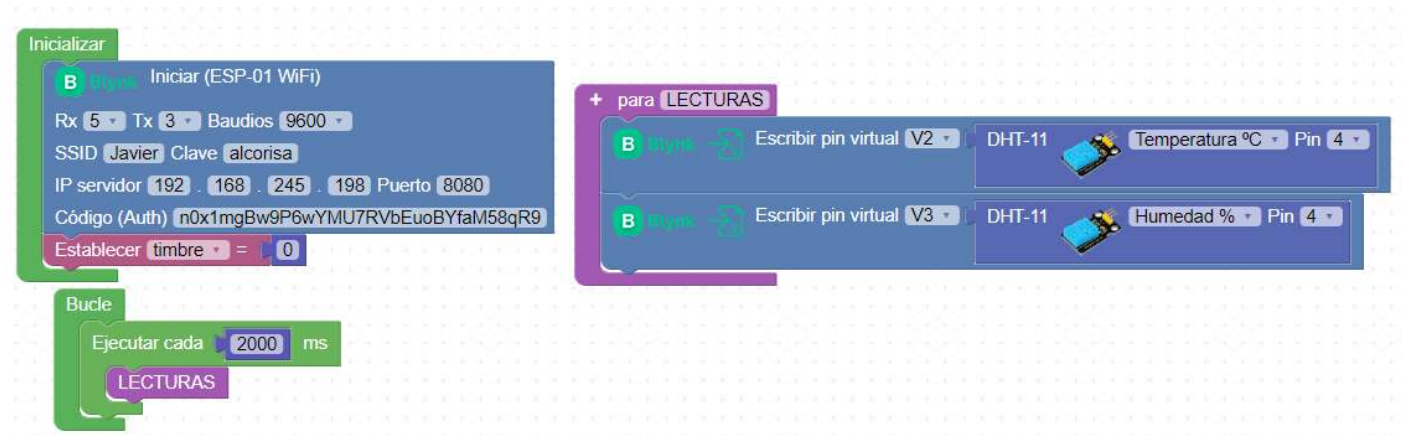 Inicializar
B Blynk Iniciar (ESP-01 WiFi)
Rx 5 Tx 3 Baudios 9600
SSID Javier Clave alcorisa
IP servidor 192 . 168 . 245 . 198 Puerto 8080
Código (Auth) n0x1mgBw9P6wYMU7RVbEuoBYfaM58qR9
Establecer timbre = 0
Bucle
Ejecutar cada 2000 ms
LECTURAS
+ para LECTURAS
B Blynk Escribir pin virtual V2 DHT-11 Temperatura ºC Pin 4
B Blynk Escribir pin virtual V3 DHT-11 Humedad % Pin 4